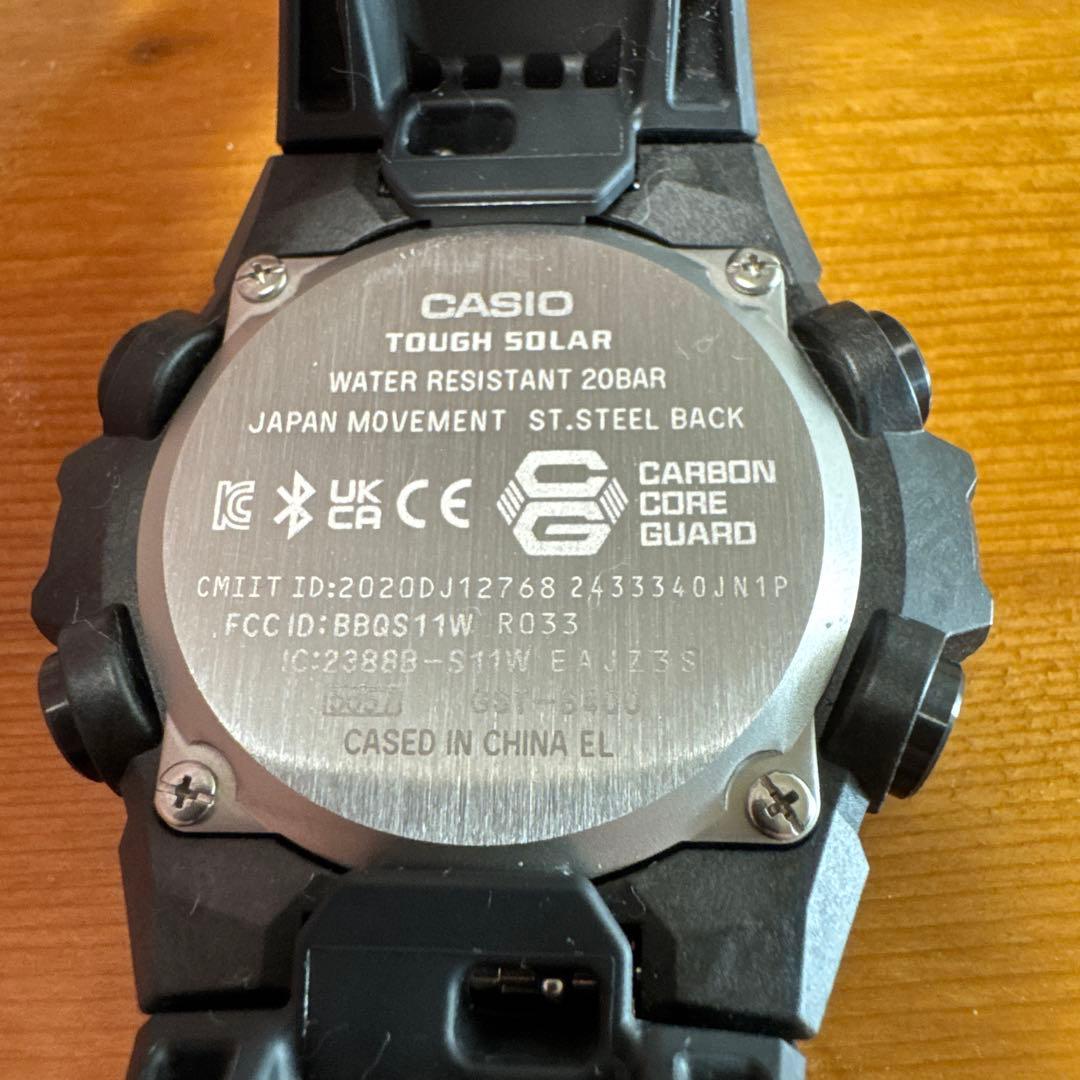 CASIO
TOUGH SOLAR
WATER RESISTANT 20BAR
JAPAN MOVEMENT ST.STEEL BACK
UK
CA CE
CG CARBON
CORE
GUARD
CMIIT ID:2020DJ12768 2433340JN1P
FCC ID:BBQS11W R033
IC:2388B-S11W EAJZ3S
CASED IN CHINA EL